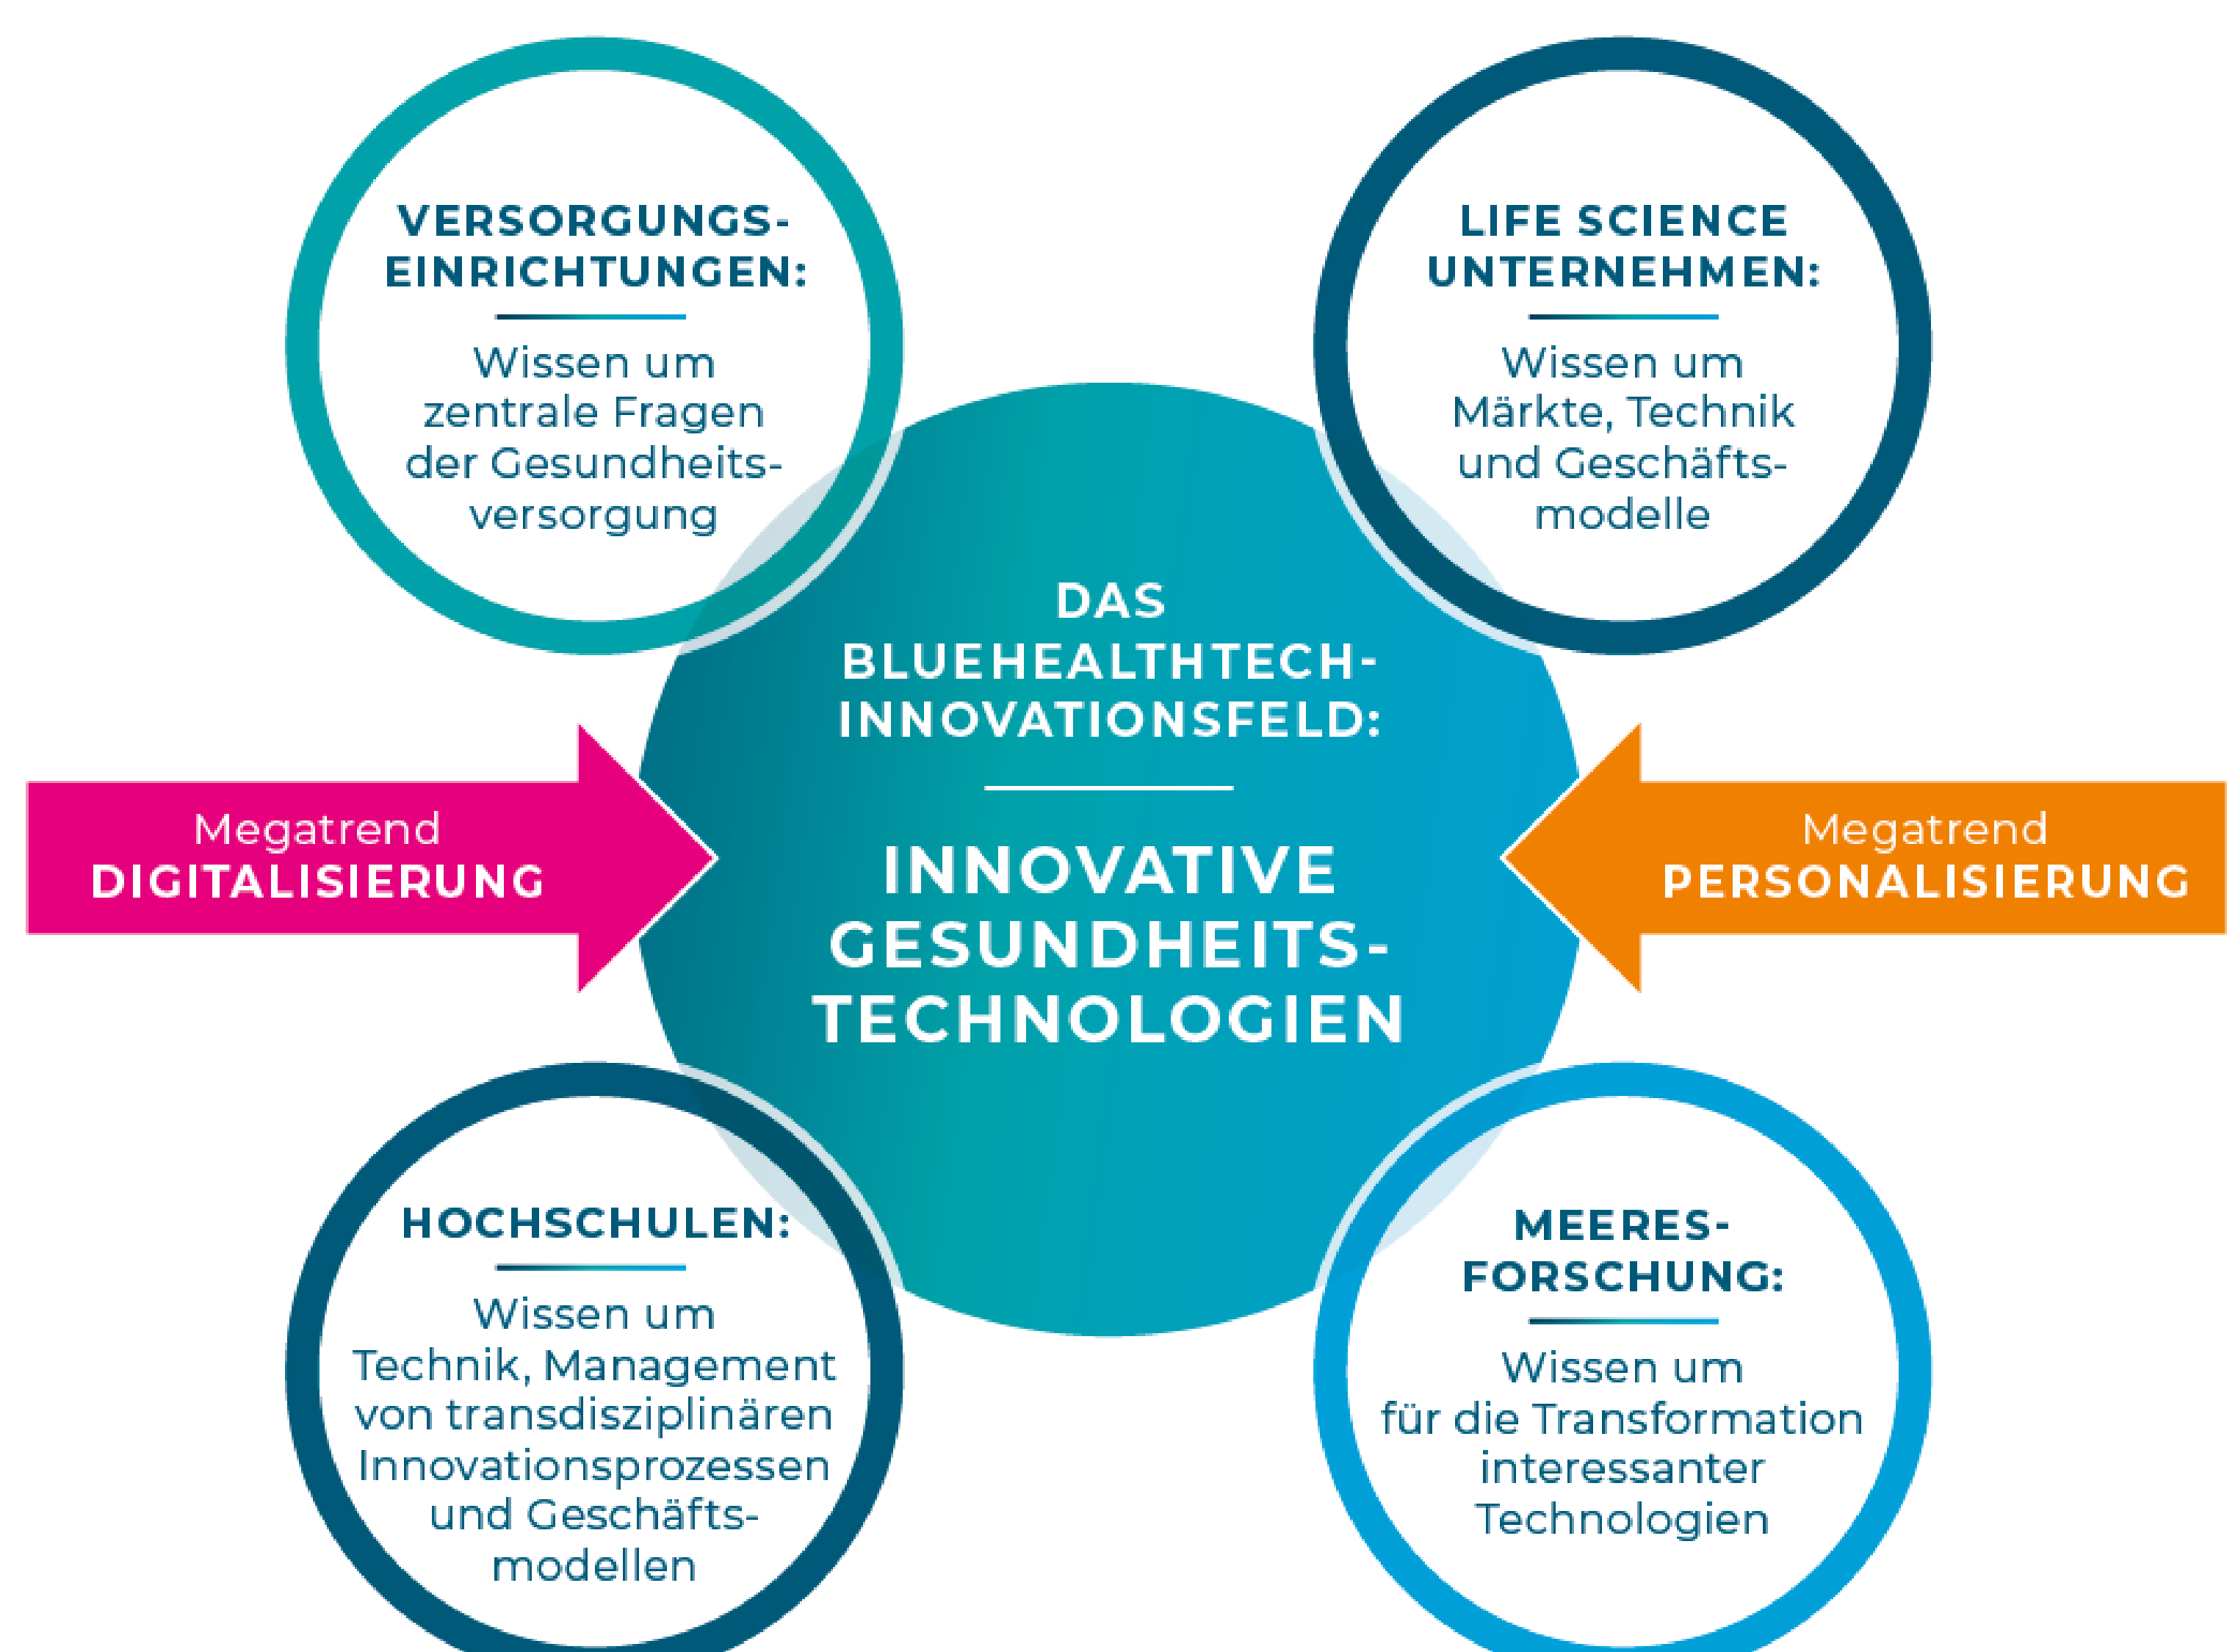 VERSORGUNGS-
EINRICHTUNGEN:
Wissen um
zentrale Fragen
der Gesundheits-
versorgung
LIFE SCIENCE
UNTERNEHMEN:
Wissen um
Märkte, Technik
und Geschäfts-
modelle
DAS
BLUEHEALTHTECH-
INNOVATIONSFELD:
INNOVATIVE
GESUNDHEITS-
TECHNOLOGIEN
Megatrend
DIGITALISIERUNG
Megatrend
PERSONALISIERUNG
HOCHSCHULEN:
Wissen um
Technik, Management
von transdisziplinären
Innovationsprozessen
und Geschäfts-
modellen
MEERES-
FORSCHUNG:
Wissen um
für die Transformation
interessanter
Technologien